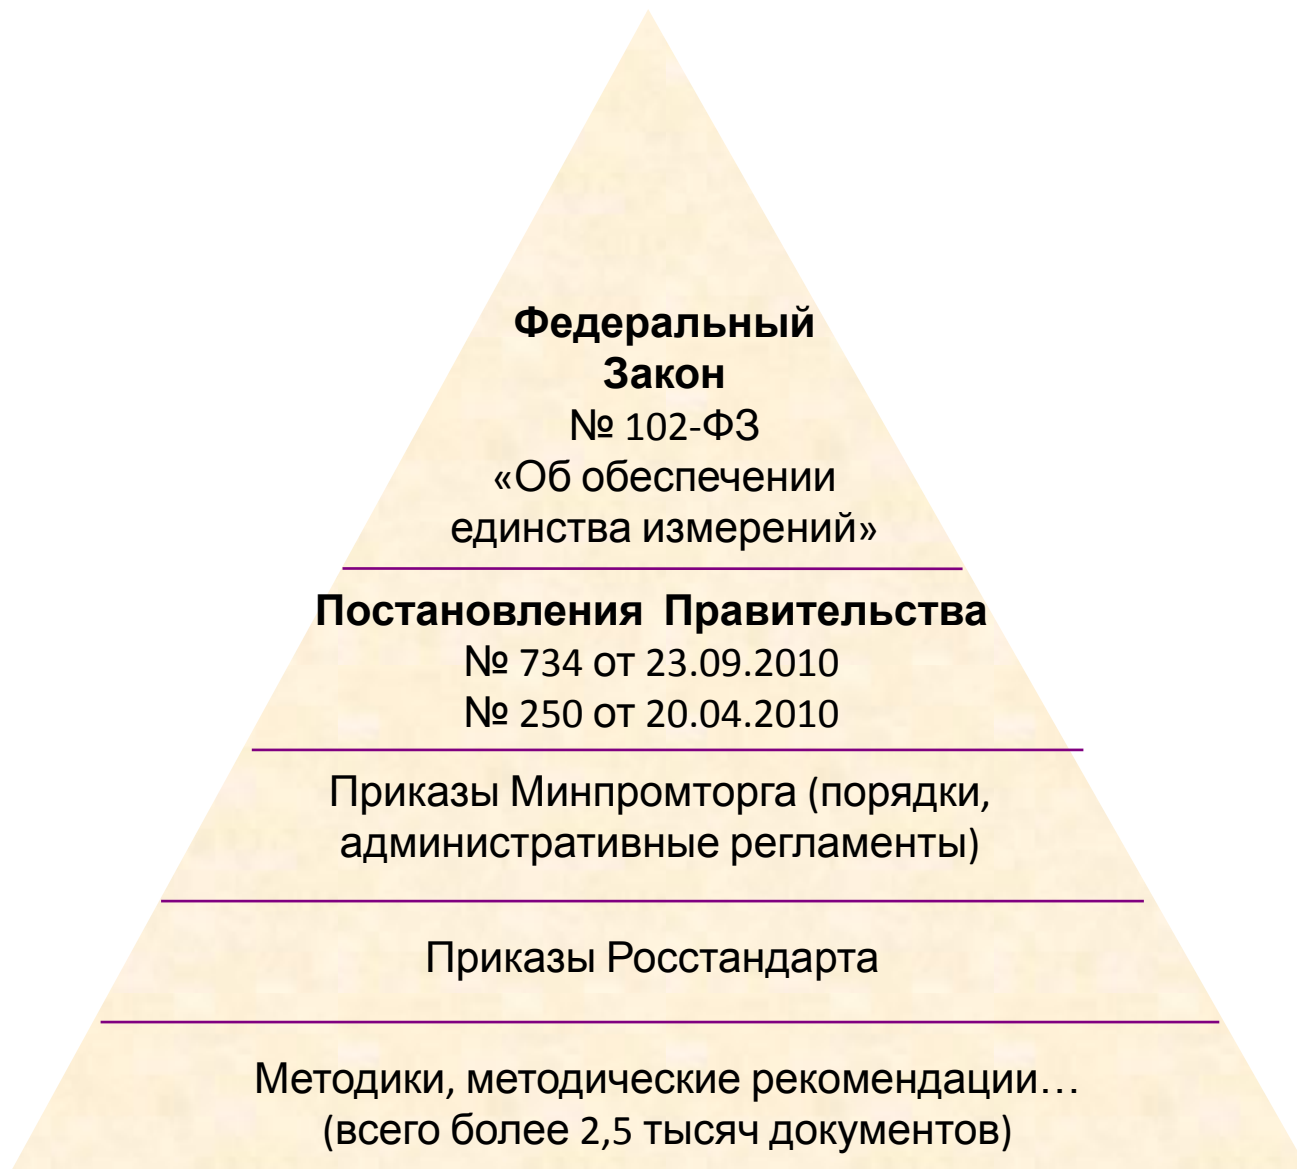 Федеральный
Закон
№ 102-ФЗ
«Об обеспечении
единства измерений»
Постановления Правительства
№ 734 от 23.09.2010
№ 250 от 20.04.2010
Приказы Минпромторга (порядки,
административные регламенты)
Приказы Росстандарта
Методики, методические рекомендации…
(всего более 2,5 тысяч документов)